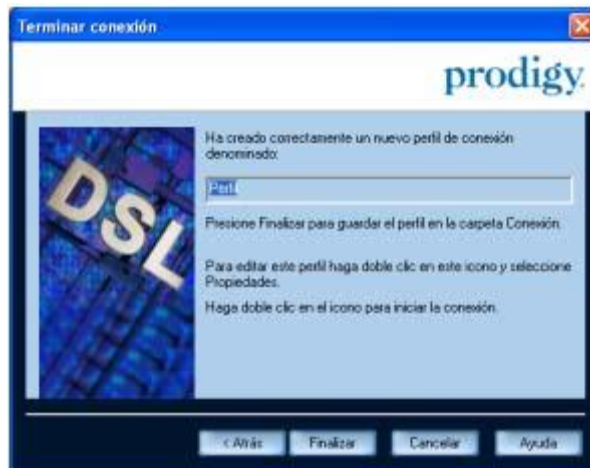 Terminar conexión
prodigy.
DSL
Ha creado correctamente un nuevo perfil de conexión
denominado:
Perfil
Presione Finalizar para guardar el perfil en la carpeta Conexión.
Para editar este perfil haga doble clic en este icono y seleccione
Propiedades.
Haga doble clic en el icono para iniciar la conexión.
< Atrás
Finalizar
Cancelar
Ayuda